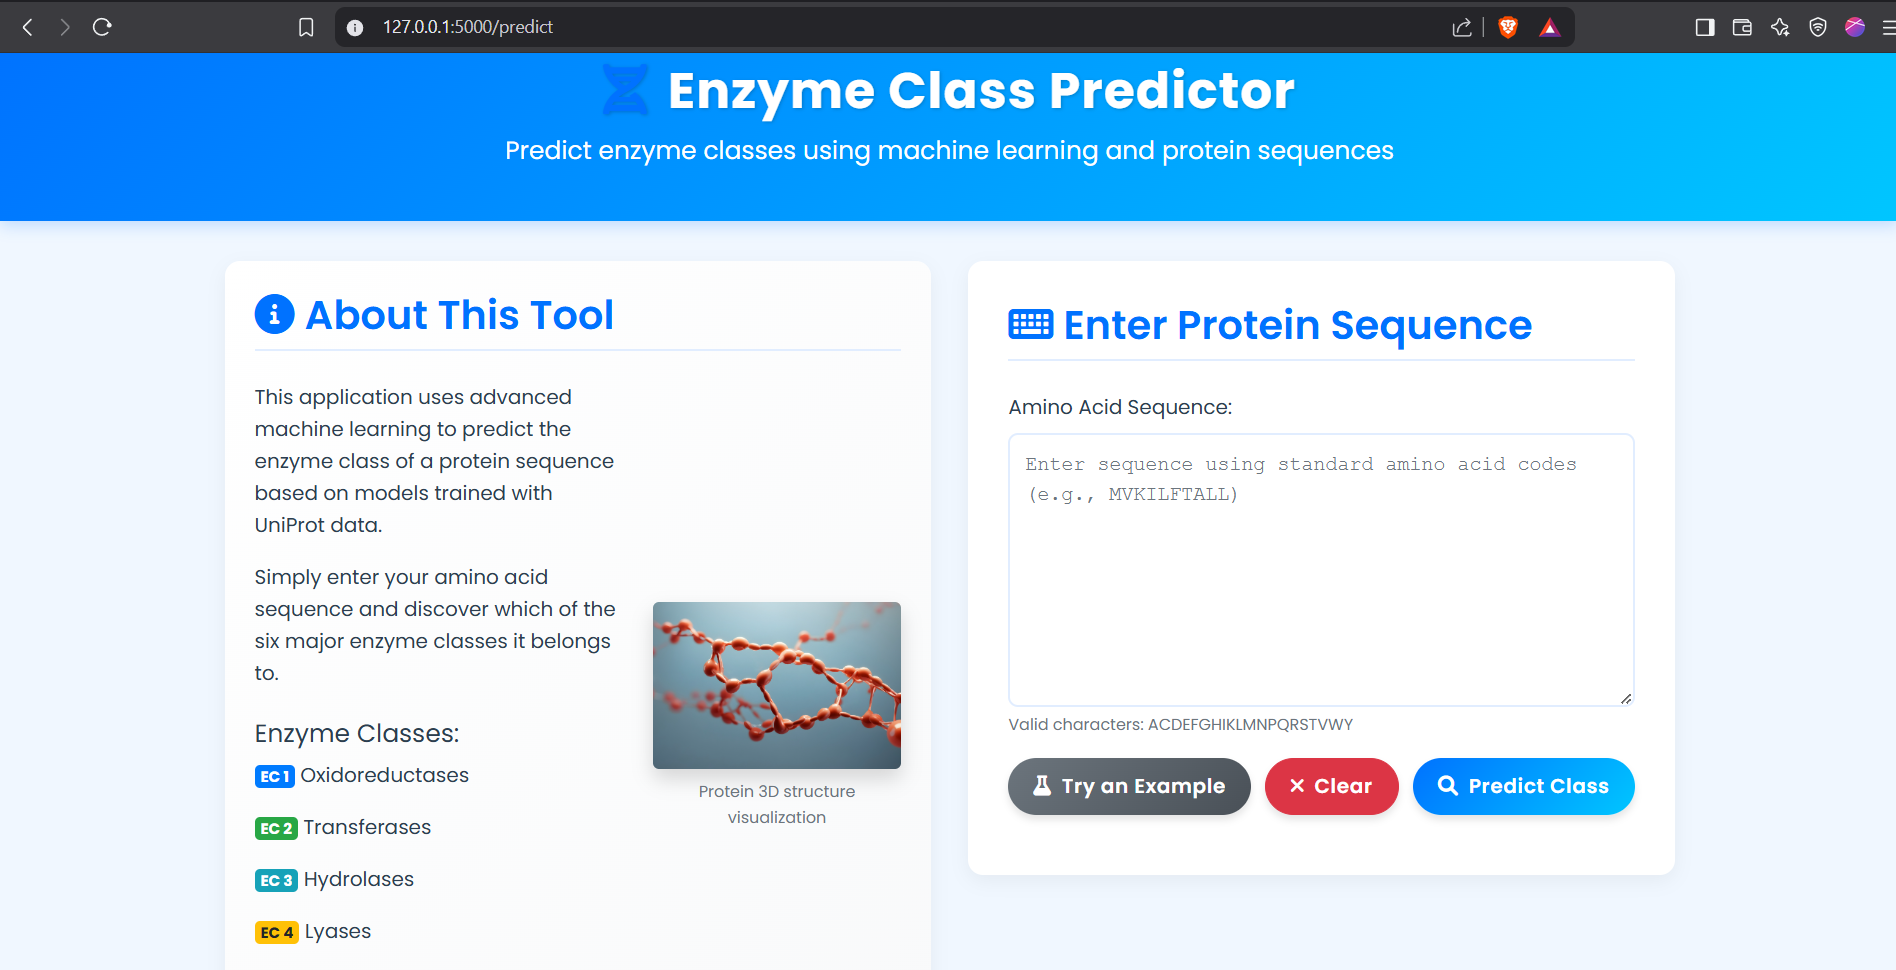 127.0.0.1:5000/predict
Enzyme Class Predictor
Predict enzyme classes using machine learning and protein sequences
About This Tool
This application uses advanced
machine learning to predict the
enzyme class of a protein sequence
based on models trained with
UniProt data.
Simply enter your amino acid
sequence and discover which of the
six major enzyme classes it belongs
to.
Enzyme Classes:
EC 1 Oxidoreductases
EC 2 Transferases
EC 3 Hydrolases
EC 4 Lyases
Protein 3D structure
visualization
Enter Protein Sequence
Amino Acid Sequence:
Enter sequence using standard amino acid codes
(e.g., MVKILFTALL)
Valid characters: ACDEFGHIKLMNPQRSTVWY
Try an Example
Clear
Predict Class